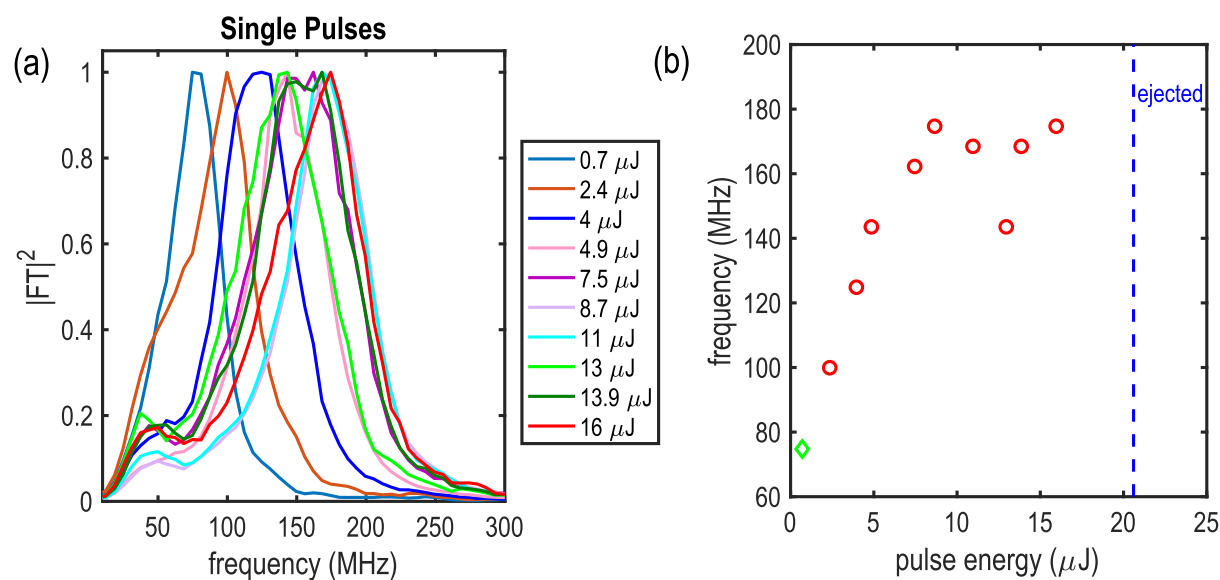 Single Pulses
(a)
1
0.8
0.6
0.4
0.2
0
|FT|²
50
100
150
200
250
300
frequency (MHz)
0.7 μJ
2.4 μJ
4 μJ
4.9 μJ
7.5 μJ
8.7 μJ
11 μJ
13 μJ
13.9 μJ
16 μJ
(b)
200
180
160
140
120
100
80
60
frequency (MHz)
ejected
0
5
10
15
20
25
pulse energy (μJ)